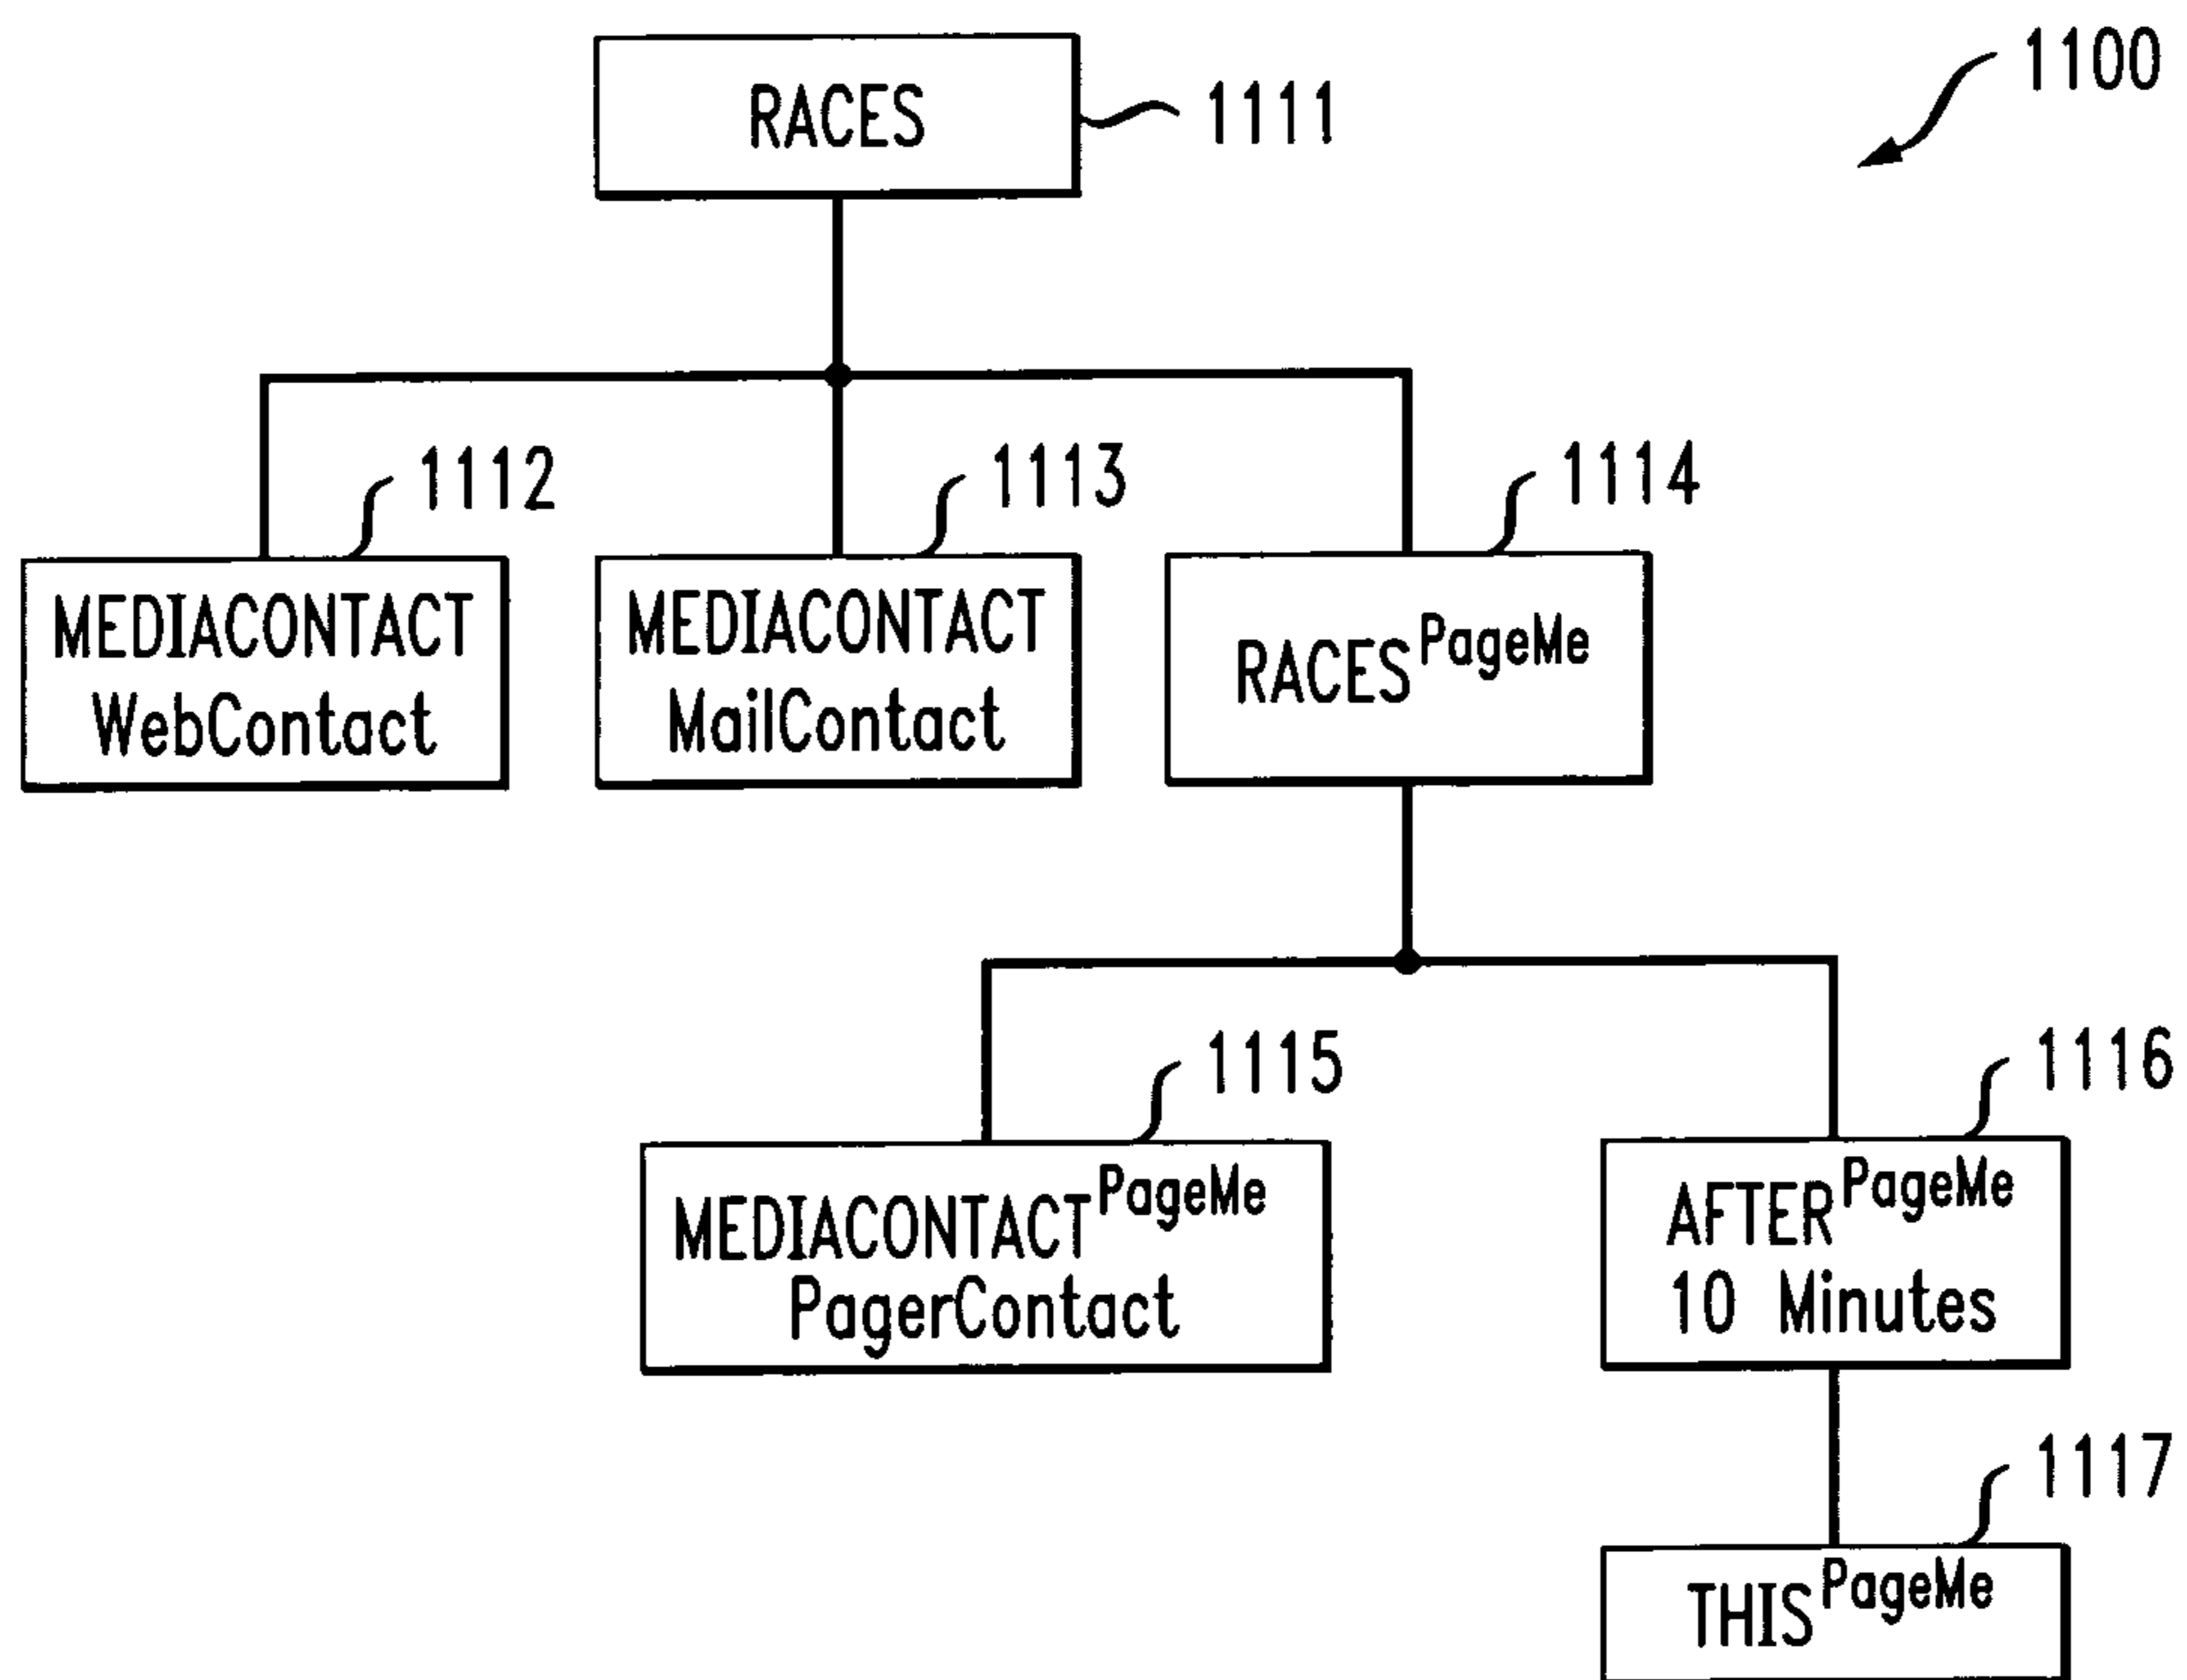 1100
RACES
1111
1112
1113
1114
MEDIACONTACT
WebContact
MEDIACONTACT
MailContact
RACES PageMe
1115
1116
MEDIACONTACT PageMe
PagerContact
AFTER PageMe
10 Minutes
1117
THIS PageMe